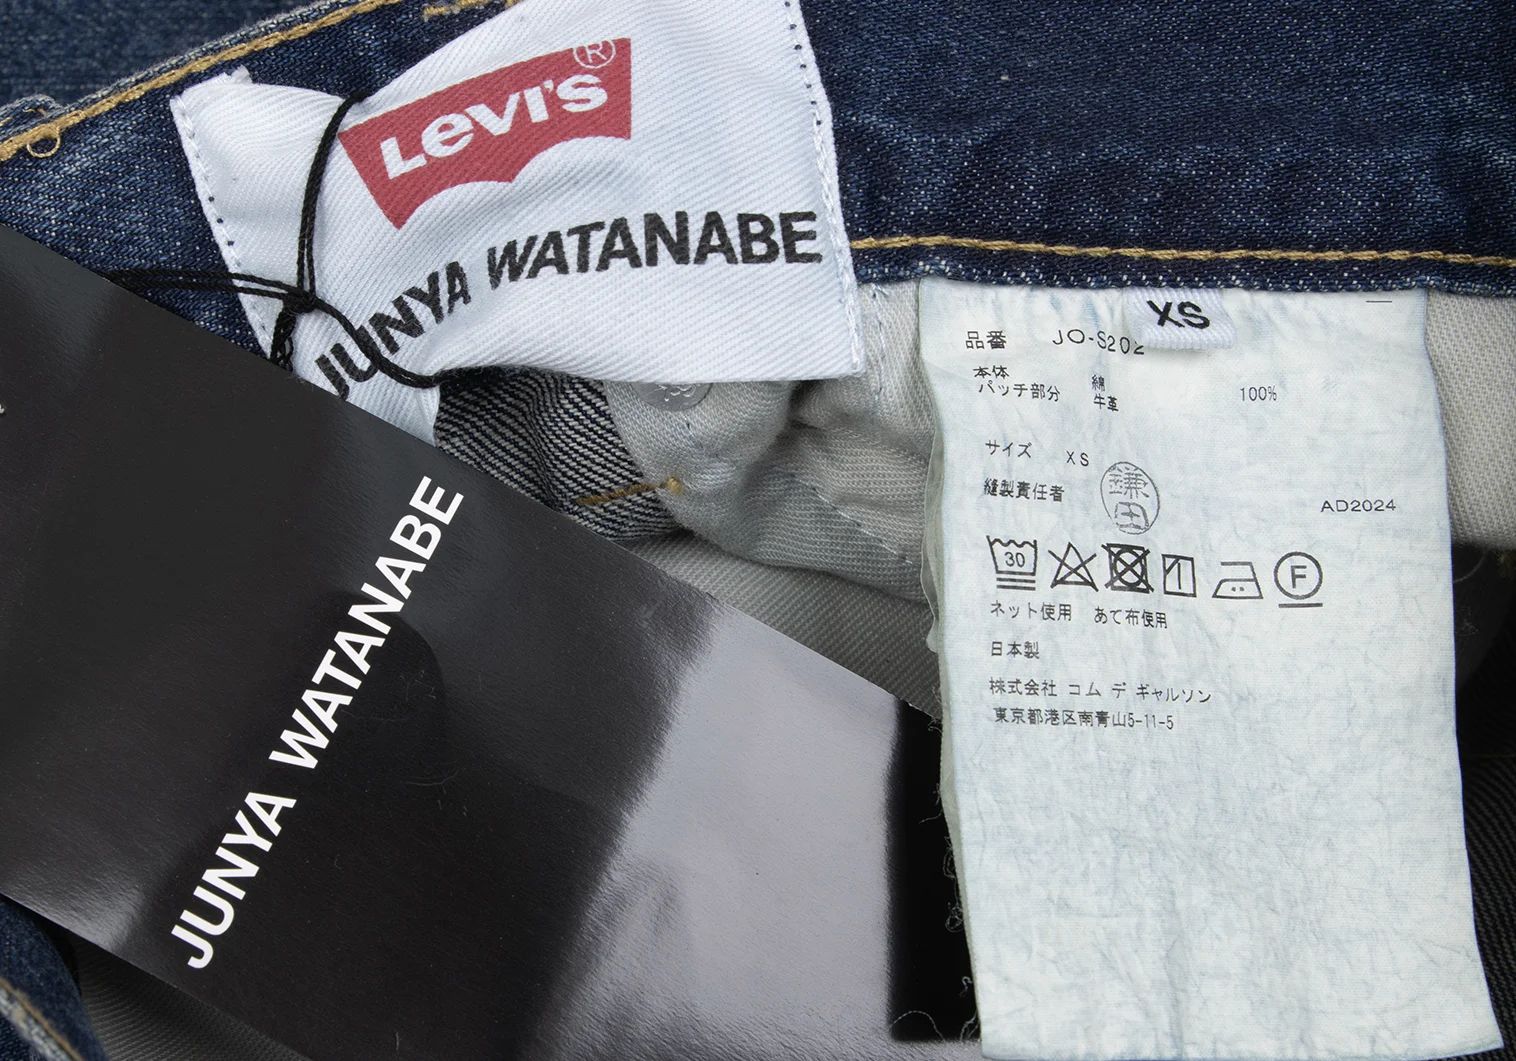 Levi's®
JUNYA WATANABE
JUNYA WATANABE
XS
品番 JO-S202
本体 綿 100%
パッチ部分 牛革
サイズ XS
縫製責任者 鎌田
AD2024
30
F
ネット使用 あて布使用
日本製
株式会社 コム デ ギャルソン
東京都港区南青山5-11-5